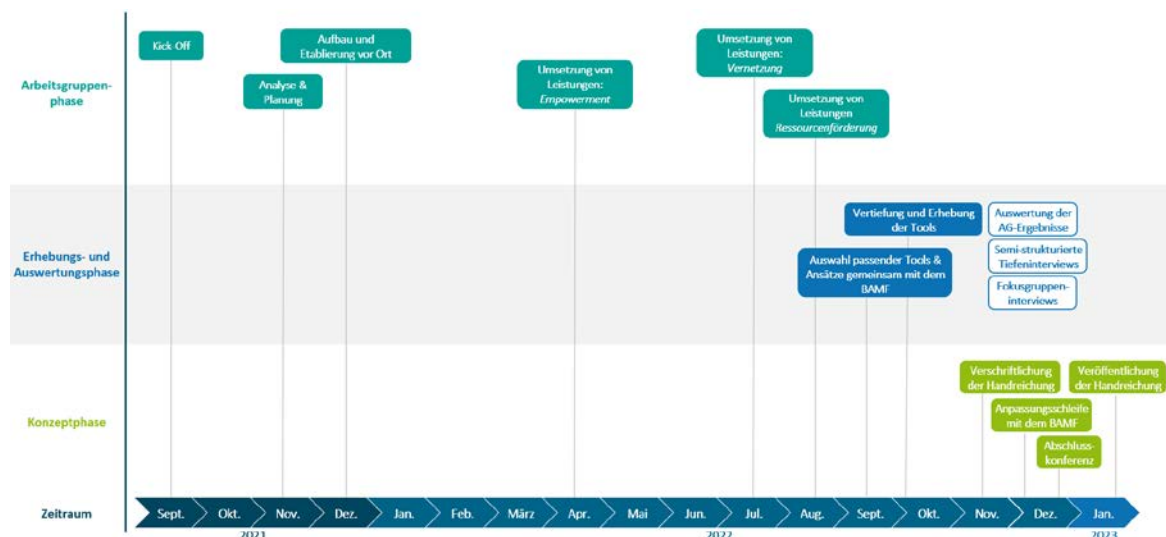 Arbeitsgruppen-
phase
Kick Off
Analyse &
Planung
Aufbau und
Etablierung vor Ort
Umsetzung von
Leistungen:
Empowerment
Umsetzung von
Leistungen:
Vernetzung
Umsetzung von
Leistungen
Ressourcenförderung
Erhebungs- und
Auswertungsphase
Vertiefung und Erhebung
der Tools
Auswahl passender Tools &
Ansätze gemeinsam mit dem
BAMF
Auswertung der
AG-Ergebnisse
Semi-strukturierte
Tiefeninterviews
Fokusgruppen-
interviews
Konzeptphase
Verschriftlichung
der Handreichung
Veröffentlichung
der Handreichung
Anpassungsschleife
mit dem BAMF
Abschluss-
konferenz
Zeitraum
Sept. Okt. Nov. Dez. Jan. Feb. März Apr. Mai Jun. Jul. Aug. Sept. Okt. Nov. Dez. Jan.
2021 2022 2023